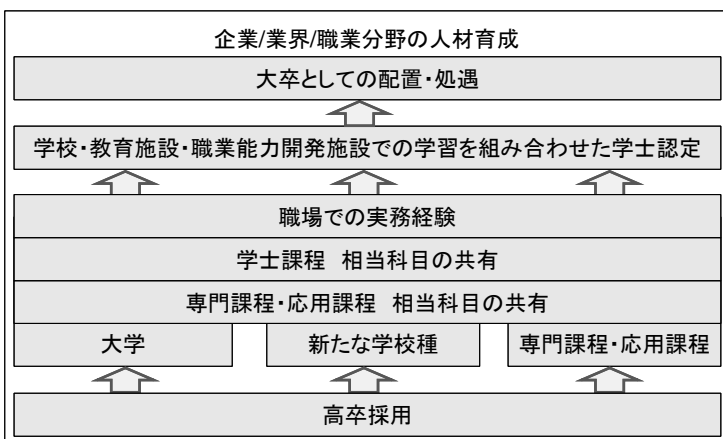 企業/業界/職業分野の人材育成
大卒としての配置・処遇
学校・教育施設・職業能力開発施設での学習を組み合わせた学士認定
職場での実務経験
学士課程 相当科目の共有
専門課程・応用課程 相当科目の共有
大学
新たな学校種
専門課程・応用課程
高卒採用